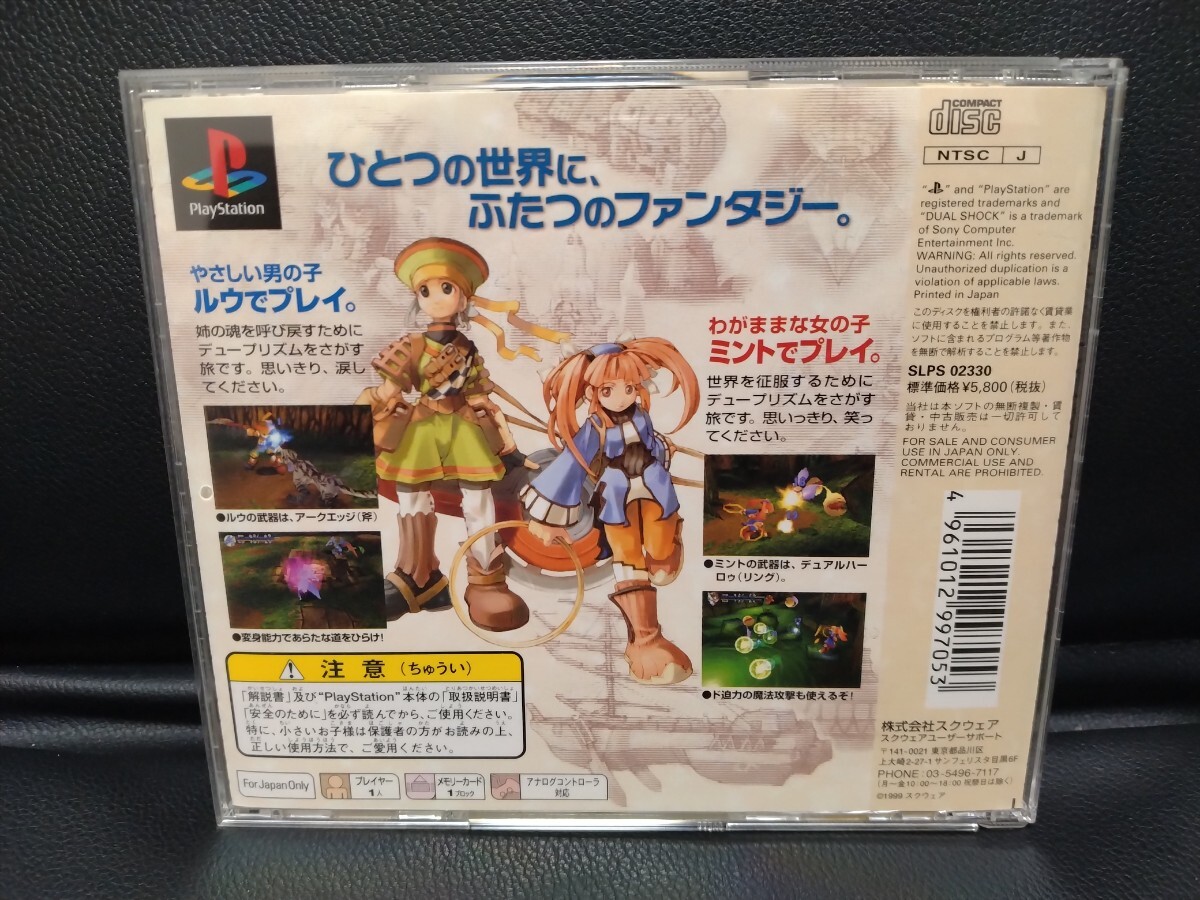 PlayStation
ひとつの世界に、
ふたつのファンタジー。
やさしい男の子
ルウでプレイ。
姉の魂を呼び戻すために
デュープリズムをさがす
旅です。思いきり、涙し
てください。
●ルウの武器は、アークエッジ(斧)
●変身能力であらたな道をひらけ!
わがままな女の子
ミントでプレイ。
世界を征服するために
デュープリズムをさがす
旅です。思いっきり、笑っ
てください。
●ミントの武器は、デュアルハー
ロゥ(リング)。
●ド迫力の魔法攻撃も使えるぞ!
注意(ちゅうい)
「解説書」及び“PlayStation”本体の「取扱説明書」
「安全のために」を必ず読んでから、ご使用ください。
特に、小さいお子様は保護者の方がお読みの上、
正しい使用方法で、ご愛用ください。
For Japan Only
プレイヤー
1人
メモリーカード
1ブロック
アナログコントローラ
対応
COMPACT
disc
NTSC J
“ ” and “PlayStation” are
registered trademarks and
“DUAL SHOCK” is a trademark
of Sony Computer
Entertainment Inc.
WARNING: All rights reserved.
Unauthorized duplication is a
violation of applicable laws.
Printed in Japan
このディスクを権利者の許諾なく賃貸業
に使用することを禁止します。また、
ソフトに含まれるプログラム等著作物
を無断で解析することを禁止します。
SLPS 02330
標準価格¥5,800(税抜)
当社は本ソフトの無断複製・賃
貸・中古販売は一切許可して
おりません。
FOR SALE AND CONSUMER
USE IN JAPAN ONLY.
COMMERCIAL USE AND
RENTAL ARE PROHIBITED.
4 961012 997053
株式会社スクウェア
スクウェアユーザーサポート
〒141-0021 東京都品川区
上大崎2-27-1 サンフェリスタ目黒6F
PHONE : 03-5496-7117
(月〜金10:00〜18:00 祝祭日は除く)
©1999 スクウェア